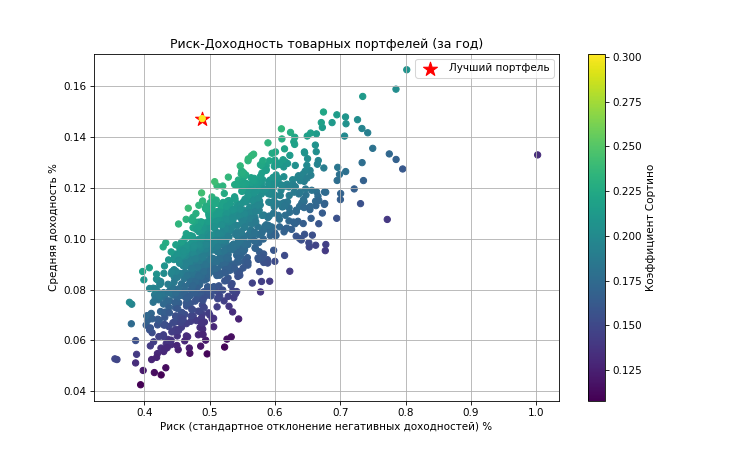 Риск-Доходность товарных портфелей (за год)
Лучший портфель
Средняя доходность %
0.16
0.14
0.12
0.10
0.08
0.06
0.04
0.4 0.5 0.6 0.7 0.8 0.9 1.0
Риск (стандартное отклонение негативных доходностей) %
0.300
0.275
0.250
0.225
0.200
0.175
0.150
0.125
Коэффициент Сортино